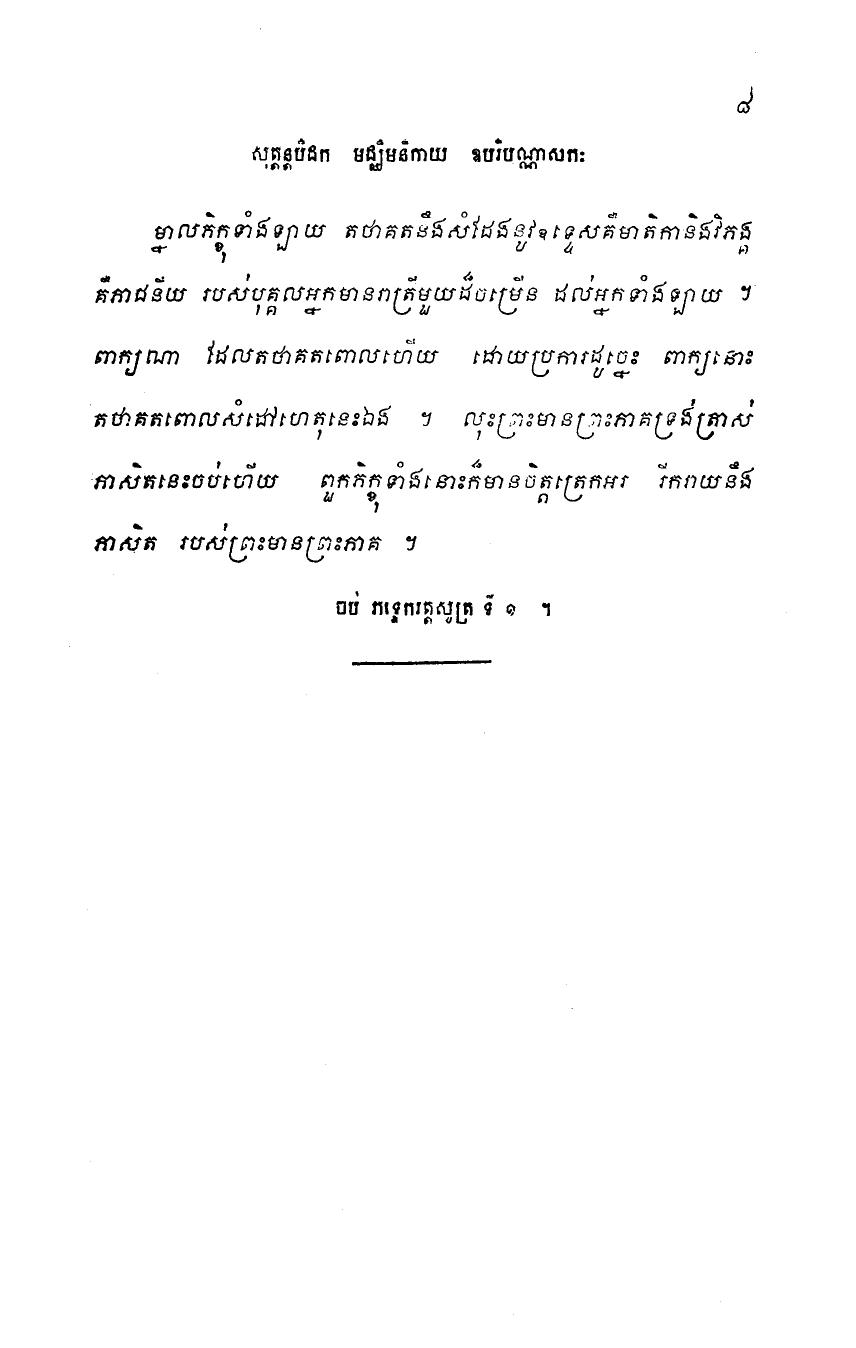 ៨
សុត្តន្តបិដក មជ្ឈិមនិកាយ ឧបរិបណ្ណាសកៈ
ម្នាលភិក្ខុទាំងឡាយ តថាគតនឹងសំដែងនូវឧទ្ទេសគឺមាតិកានិងវិភង្គ
គឺភាជនីយ របស់បុគ្គលអ្នកមានរាត្រីមួយដ៏ចម្រើន ដល់អ្នកទាំងឡាយ ។
ពាក្យណា ដែលតថាគតពោលហើយ ដោយប្រការដូច្នេះ ពាក្យនោះ
តថាគតពោលសំដៅហេតុនេះឯង ។ លុះព្រះមានព្រះភាគទ្រង់ត្រាស់
ភាសិតនេះចប់ហើយ ពួកភិក្ខុទាំងនោះក៏មានចិត្តត្រេកអរ រីករាយនឹង
ភាសិត របស់ព្រះមានព្រះភាគ ។
ចប់ ភទ្ទេករត្តសូត្រ ទី ១ ។